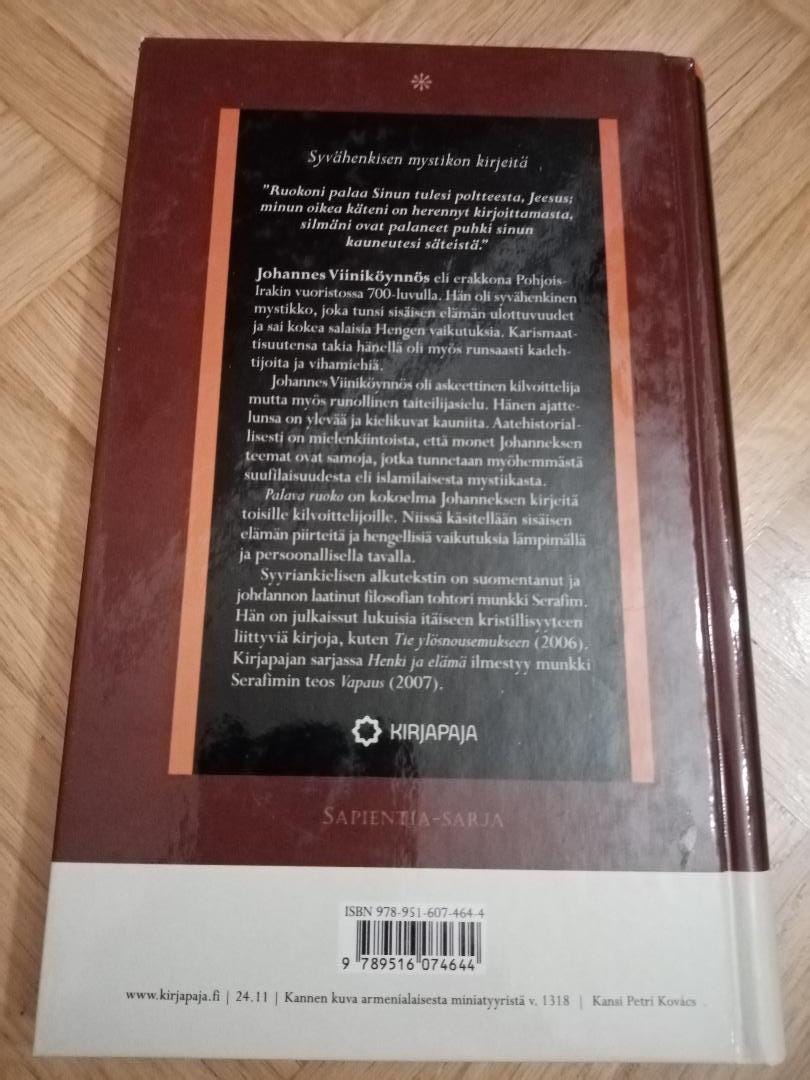 Syvähenkisen mystikon kirjeitä
"Ruokoni palaa Sinun tulesi poltteesta, Jeesus;
minun oikea käteni on herennyt kirjoittamasta,
silmäni ovat palaneet puhki sinun
kauneutesi säteistä."
Johannes Viiniköynnös eli erakkona Pohjois-
Irakin vuoristossa 700-luvulla. Hän oli syvähenkinen
mystikko, joka tunsi sisäisen elämän ulottuvuudet
ja sai kokea salaisia Hengen vaikutuksia. Karismaat-
tisuutensa takia hänellä oli myös runsaasti kadeh-
tijoita ja vihamiehiä.
Johannes Viiniköynnös oli askeettinen kilvoittelija
mutta myös runollinen taiteilijasielu. Hänen ajatte-
lunsa on ylevää ja kielikuvat kauniita. Aatehistorial-
lisesti on mielenkiintoista, että monet Johanneksen
teemat ovat samoja, jotka tunnetaan myöhemmästä
suufilaisuudesta eli islamilaisesta mystiikasta.
Palava ruoko on kokoelma Johanneksen kirjeitä
toisille kilvoittelijoille. Niissä käsitellään sisäisen
elämän piirteitä ja hengellisiä vaikutuksia lämpimällä
ja persoonallisella tavalla.
Syyriankielisen alkutekstin on suomentanut ja
johdannon laatinut filosofian tohtori munkki Serafim.
Hän on julkaissut lukuisia itäiseen kristillisyyteen
liittyviä kirjoja, kuten Tie ylösnousemukseen (2006).
Kirjapajan sarjassa Henki ja elämä ilmestyy munkki
Serafimin teos Vapaus (2007).
KIRJAPAJA
SAPIENTIA-SARJA
ISBN 978-951-607-464-4
9 789516 074644
www.kirjapaja.fi | 24.11 | Kannen kuva armenialaisesta miniatyyristä v. 1318 | Kansi Petri Kovács